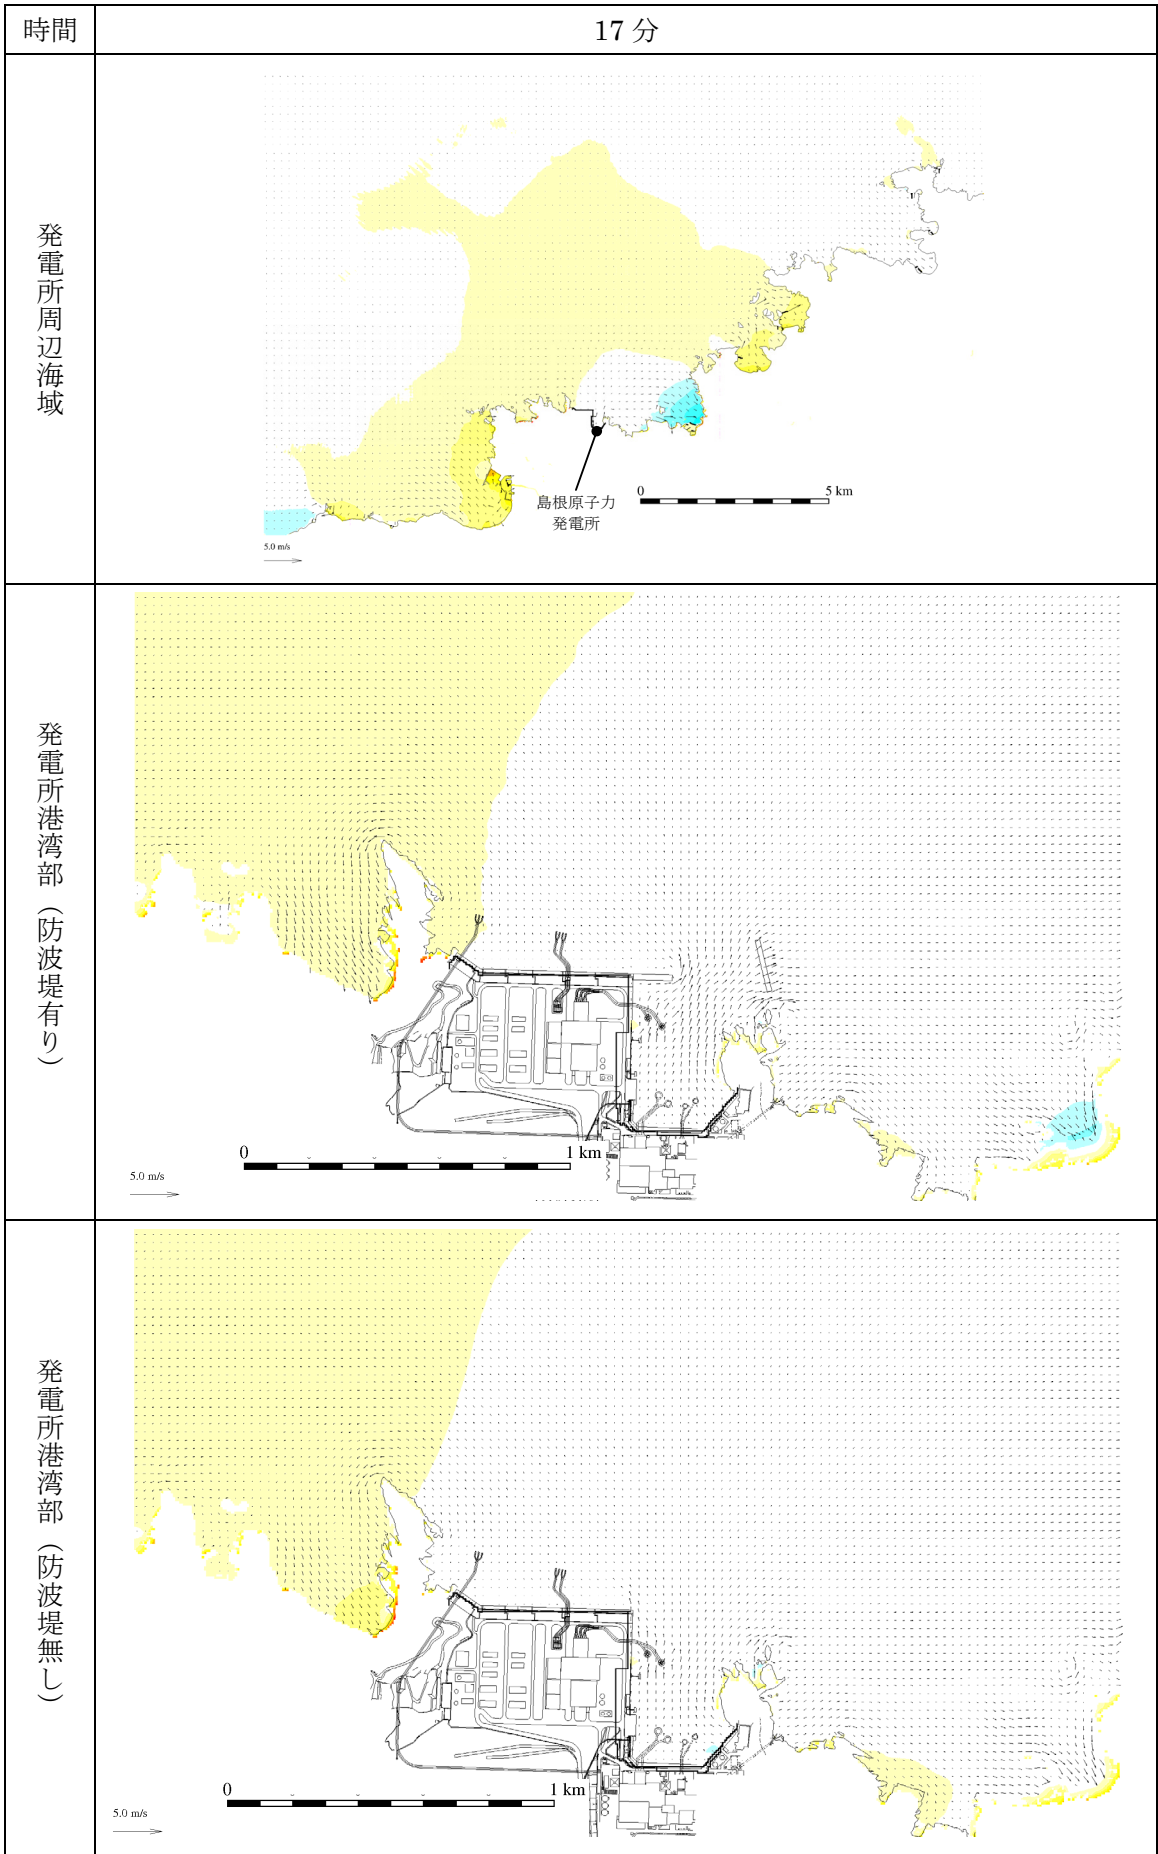 時間
17 分
発電所周辺海域
島根原子力
発電所
0 5 km
5.0 m/s
発電所港湾部（防波堤有り）
0 1 km
5.0 m/s
発電所港湾部（防波堤無し）
0 1 km
5.0 m/s